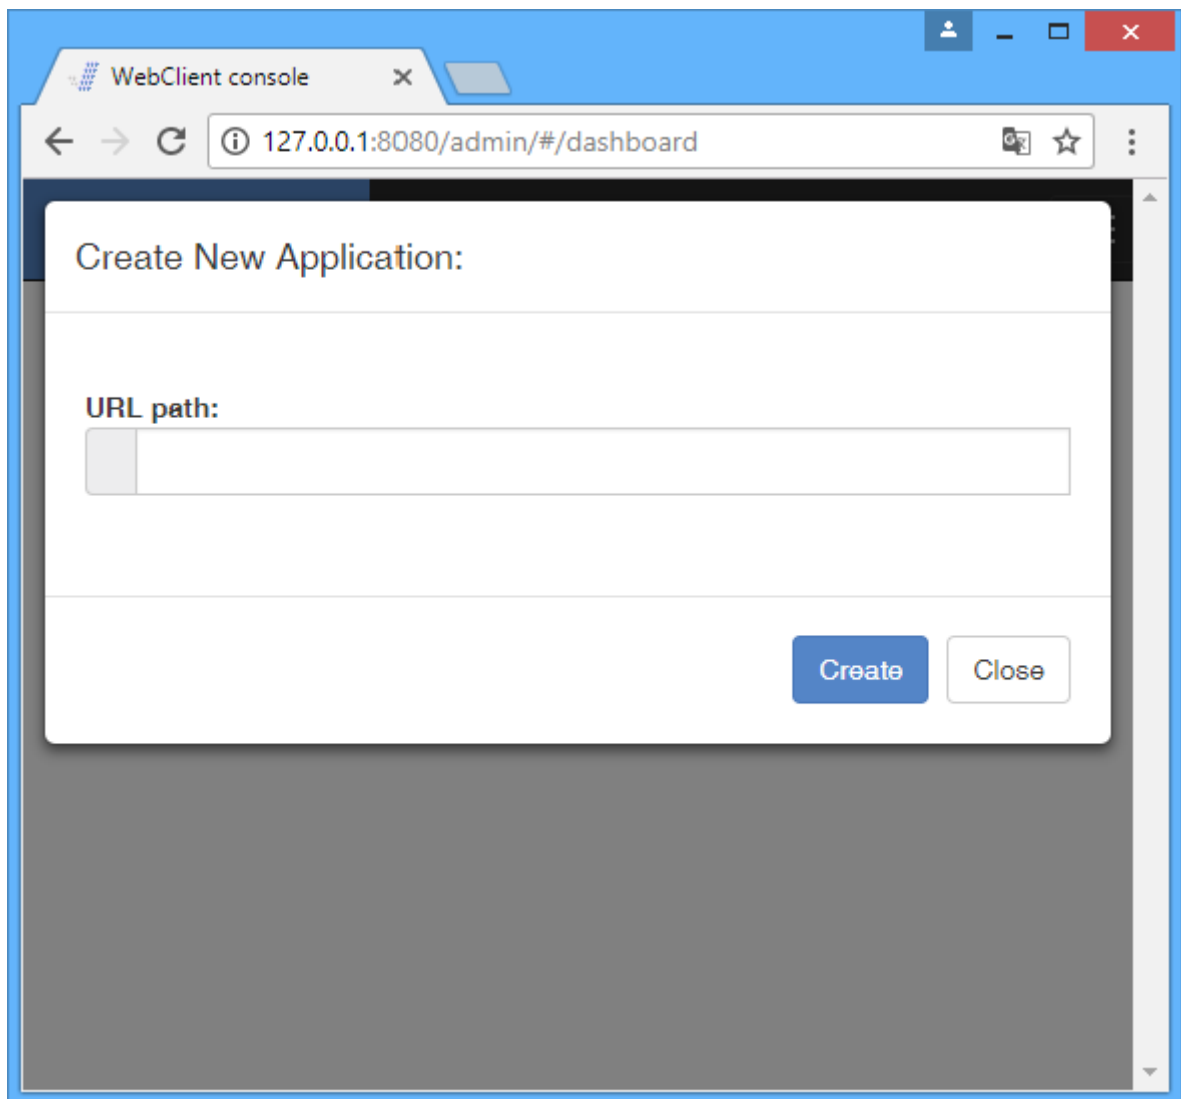 WebClient console
127.0.0.1:8080/admin/#/dashboard
Create New Application:
URL path:
Create Close